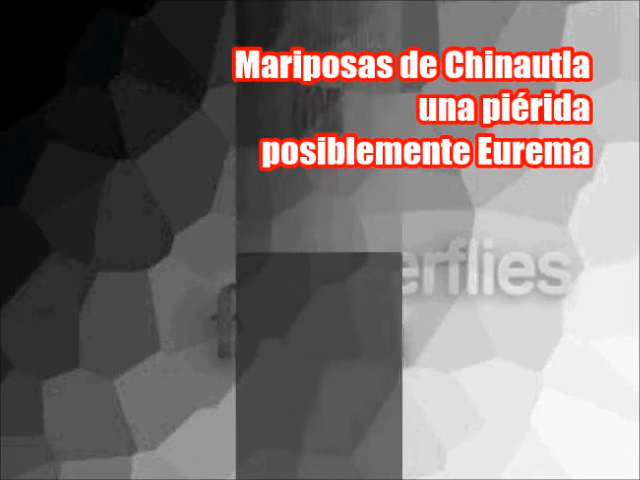 Mariposas de Chinautla
una piérida
posiblemente Eurema
erflies